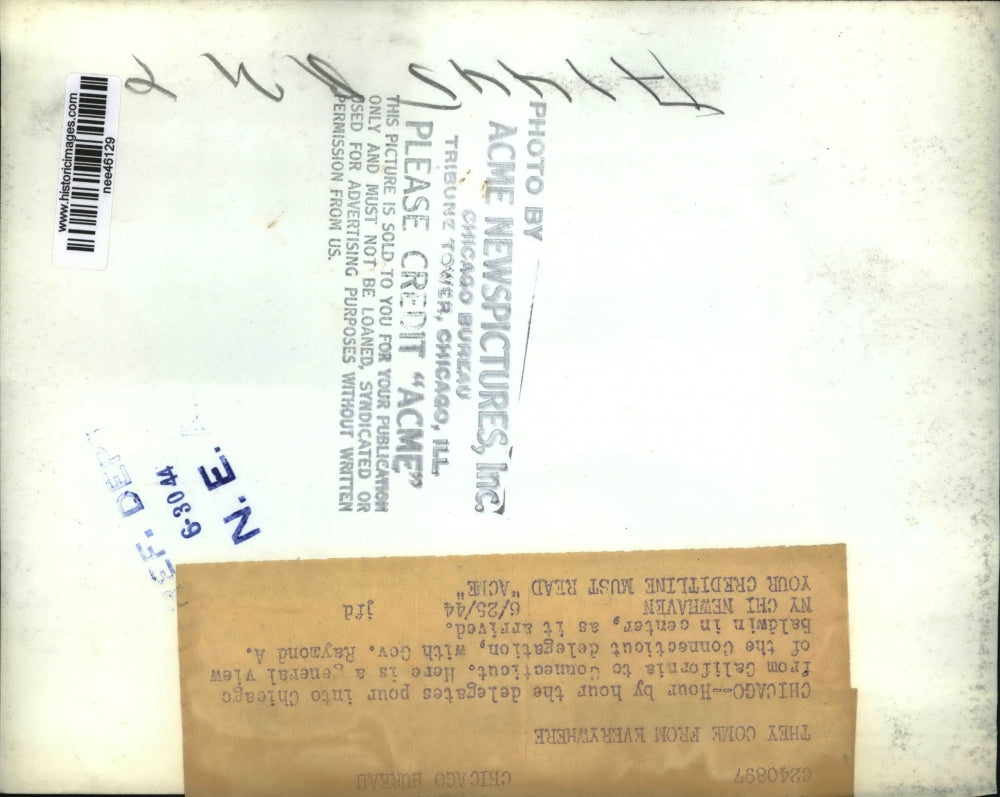 www.historicimages.com
nee46129
PHOTO BY
ACME NEWSPICTURES, Inc.
CHICAGO BUREAU
TRIBUNE TOWER, CHICAGO, ILL.
PLEASE CREDIT "ACME"
THIS PICTURE IS SOLD TO YOU FOR YOUR PUBLICATION
ONLY AND MUST NOT BE LOANED, SYNDICATED OR
USED FOR ADVERTISING PURPOSES WITHOUT WRITTEN
PERMISSION FROM US.
N. E. A.
6-30 44
EF. DEPT
C240897 CHICAGO BUREAU
THEY COME FROM EVERYWHERE
CHICAGO--Hour by hour the delegates pour into Chicago
from California to Connecticut. Here is a general view
of the Connecticut delegation, with Gov. Raymond A.
Baldwin in center, as it arrived.
NY CHI NEWHAVEN 6/25/44 jfd
YOUR CREDITLINE MUST READ "ACME"